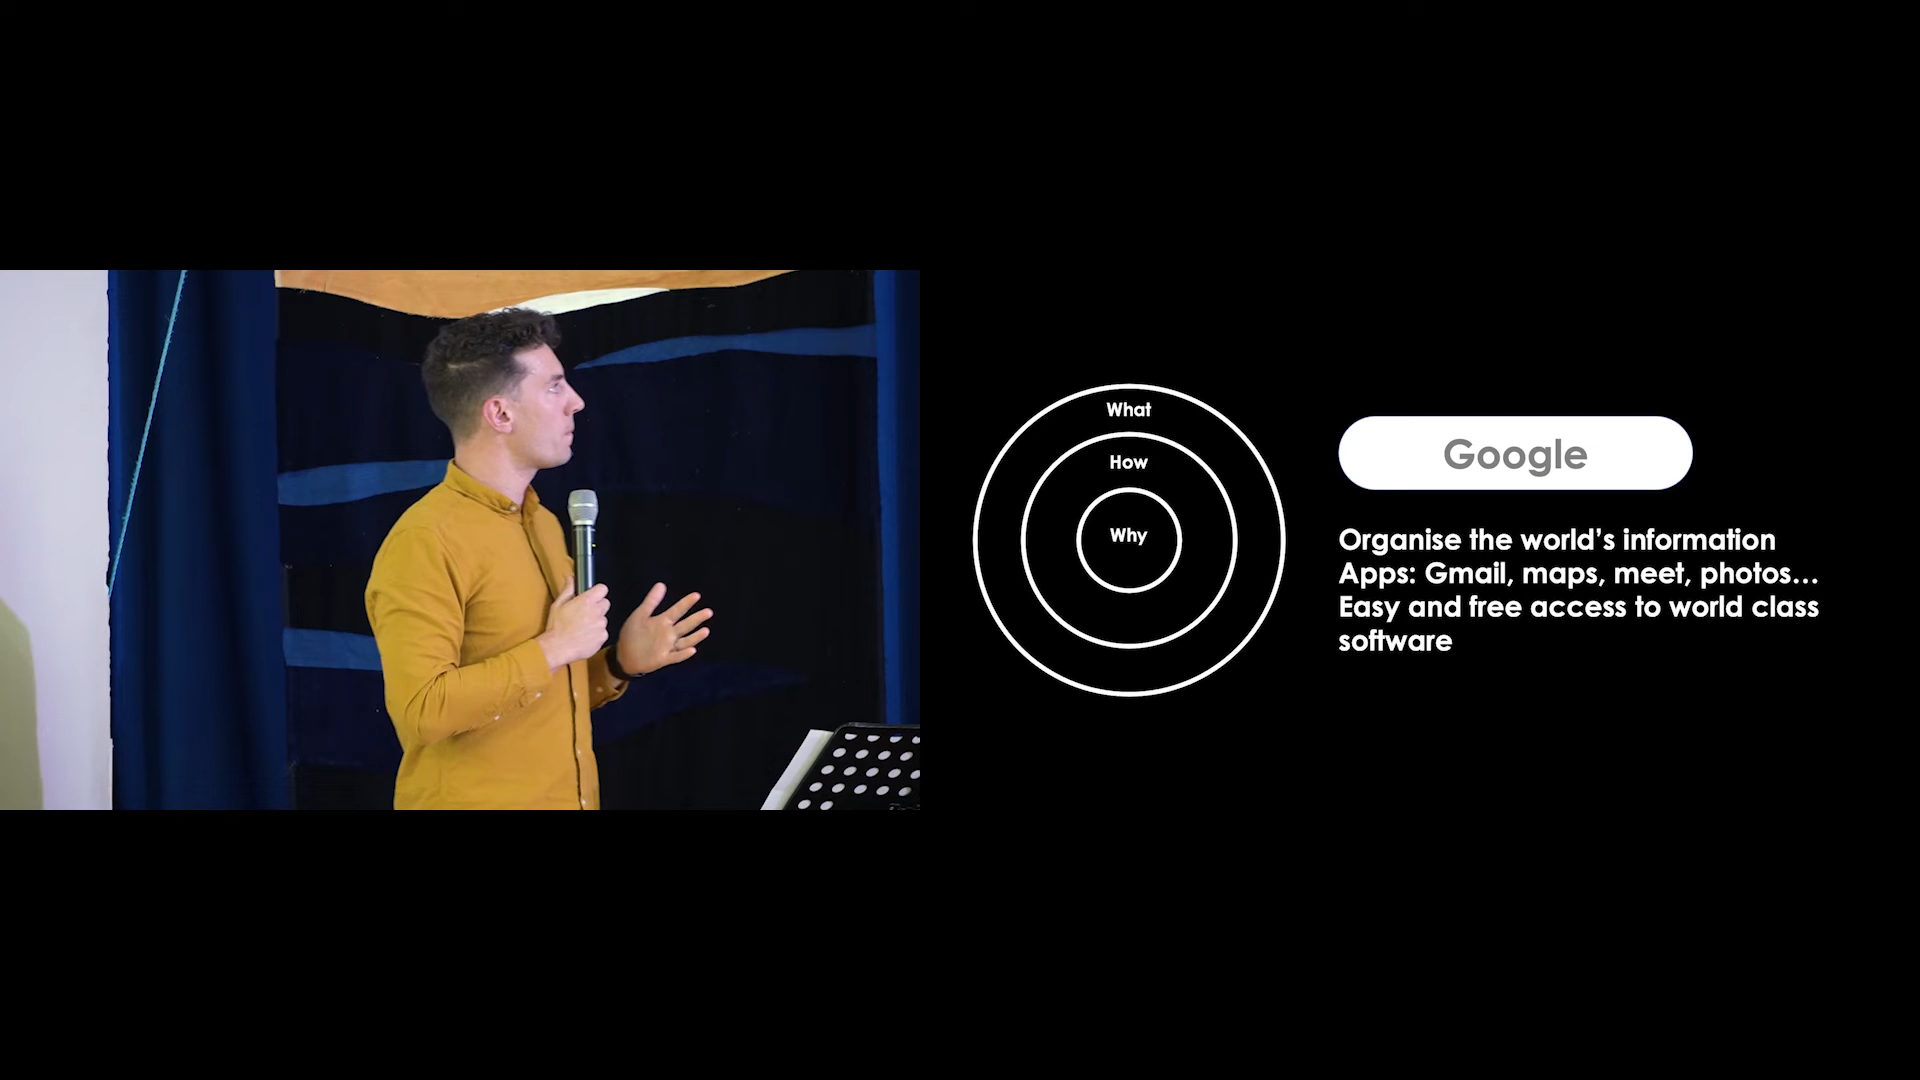 What
How
Why
Google
Organise the world's information
Apps: Gmail, maps, meet, photos...
Easy and free access to world class
software